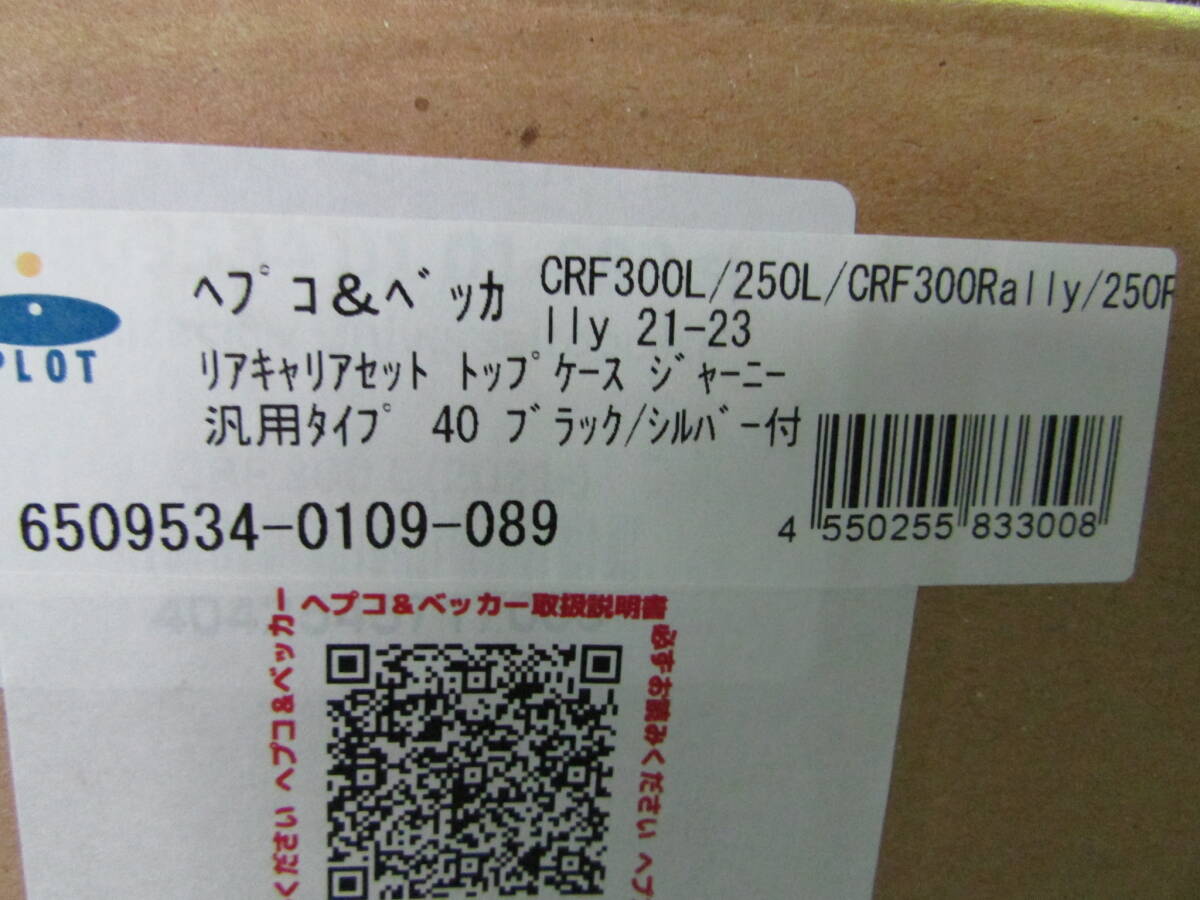 PLOT
ヘプコ&ベッカ
CRF300L/250L/CRF300Rally/250R
lly 21-23
リアキャリアセット トップケース ジャーニー
汎用タイプ 40 ブラック/シルバー付
6509534-0109-089
4 550255 833008
ヘプコ&ベッカー取扱説明書
必ずお読みください ヘプ
ください ヘプコ&ベッカー